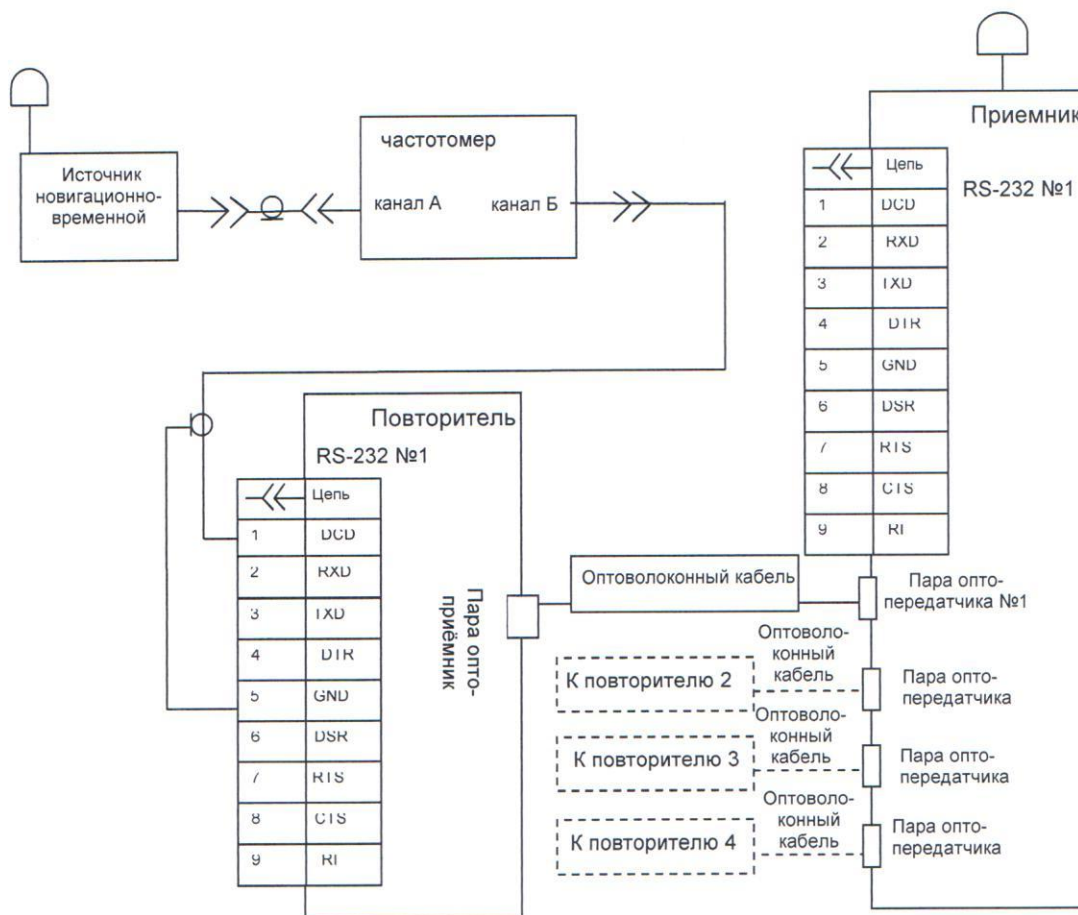 Приемник
Источник
новигационно-
временной
частотомер
канал А
канал Б
RS-232 №1
Цепь
1 DCD
2 RXD
3 TXD
4 DTR
5 GND
6 DSR
7 RTS
8 CTS
9 RI
Повторитель
RS-232 №1
Цепь
1 DCD
2 RXD
3 TXD
4 DTR
5 GND
6 DSR
7 RTS
8 CTS
9 RI
Пара опто-
приёмник
Оптоволоконный кабель
Пара опто-
передатчика №1
Оптоволо-
конный
кабель
К повторителю 2
Пара опто-
передатчика
Оптоволо-
конный
кабель
К повторителю 3
Пара опто-
передатчика
Оптоволо-
конный
кабель
К повторителю 4
Пара опто-
передатчика